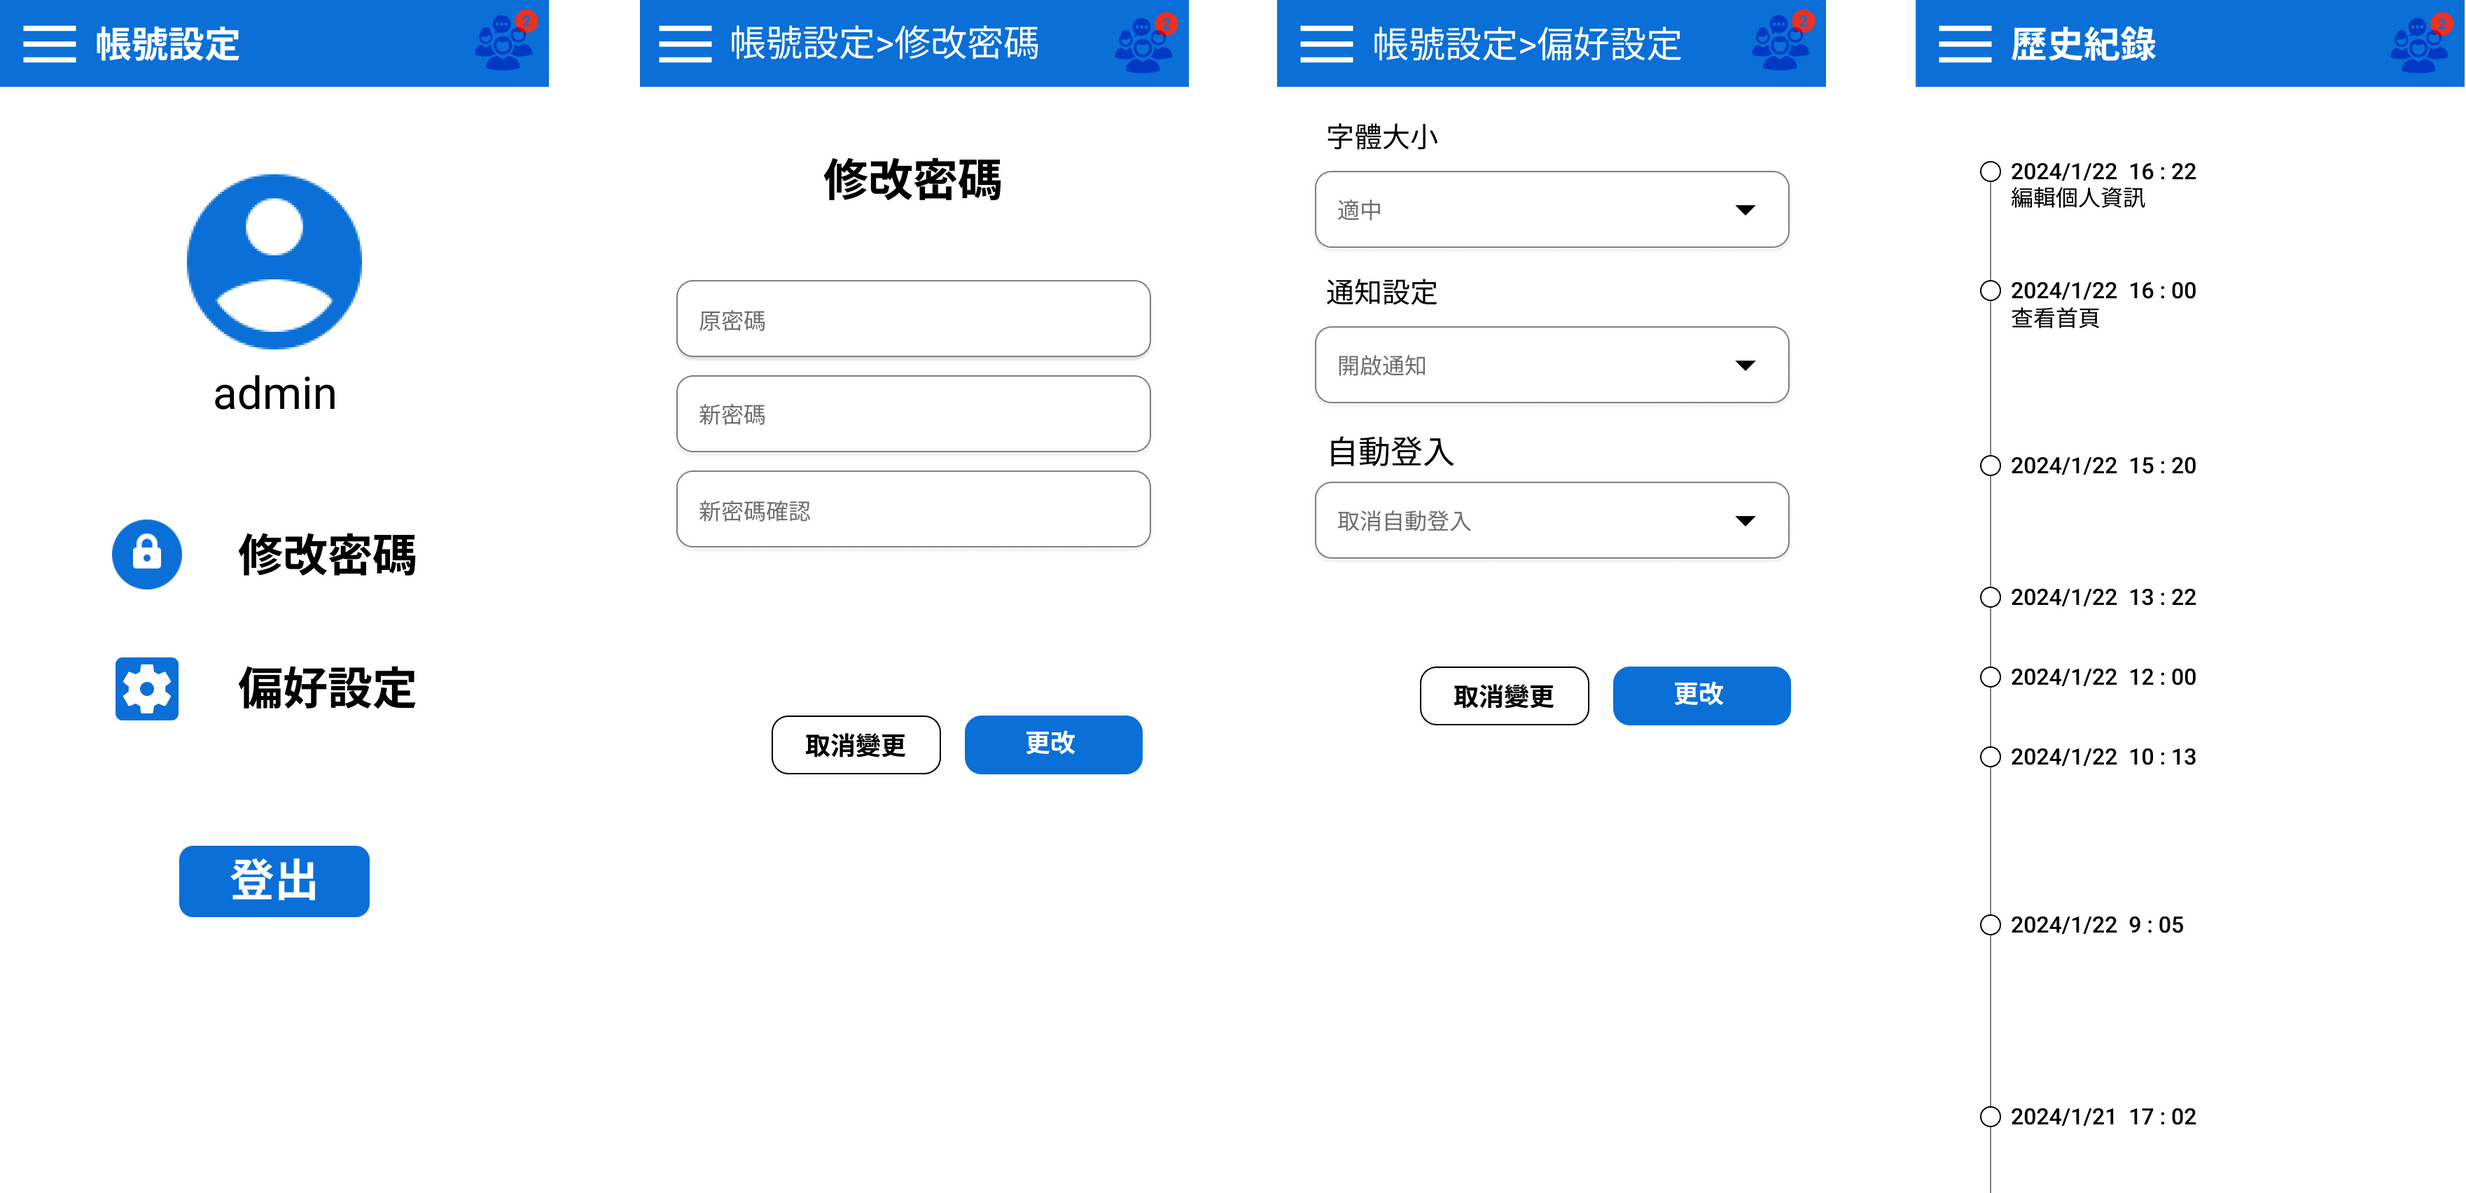 帳號設定
2
admin
修改密碼
偏好設定
登出
帳號設定>修改密碼
2
修改密碼
原密碼
新密碼
新密碼確認
取消變更
更改
帳號設定>偏好設定
2
字體大小
適中
通知設定
開啟通知
自動登入
取消自動登入
取消變更
更改
歷史紀錄
2
2024/1/22 16 : 22
編輯個人資訊
2024/1/22 16 : 00
查看首頁
2024/1/22 15 : 20
2024/1/22 13 : 22
2024/1/22 12 : 00
2024/1/22 10 : 13
2024/1/22 9 : 05
2024/1/21 17 : 02